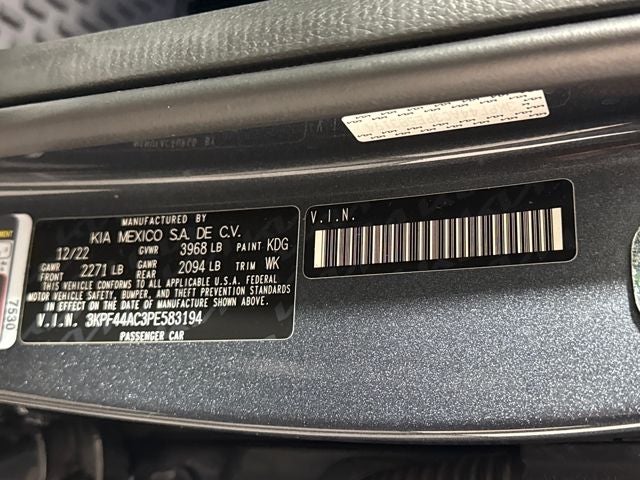 MANUFACTURED BY
KIA MEXICO S.A. DE C.V.
12/22 GVWR 3968 LB PAINT KDG
GAWR FRONT 2271 LB GAWR REAR 2094 LB TRIM WK
THIS VEHICLE CONFORMS TO ALL APPLICABLE U.S.A. FEDERAL
MOTOR VEHICLE SAFETY, BUMPER, AND THEFT PREVENTION STANDARDS
IN EFFECT ON THE DATE OF MANUFACTURE SHOWN ABOVE.
V.I.N. 3KPF44AC3PE583194
PASSENGER CAR
V.I.N.
7530